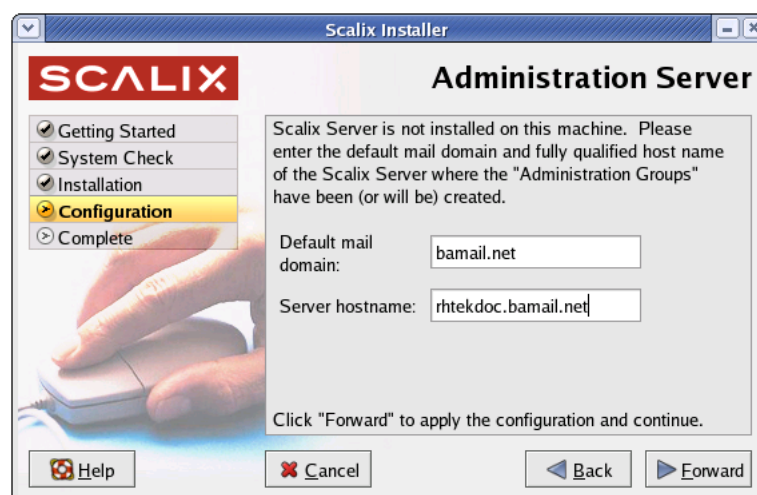 Scalix Installer
SCALIX
Administration Server
Getting Started
System Check
Installation
Configuration
Complete
Scalix Server is not installed on this machine. Please
enter the default mail domain and fully qualified host name
of the Scalix Server where the "Administration Groups"
have been (or will be) created.
Default mail
domain:
bamail.net
Server hostname:
rhtekdoc.bamail.net
Click "Forward" to apply the configuration and continue.
Help
Cancel
Back
Forward